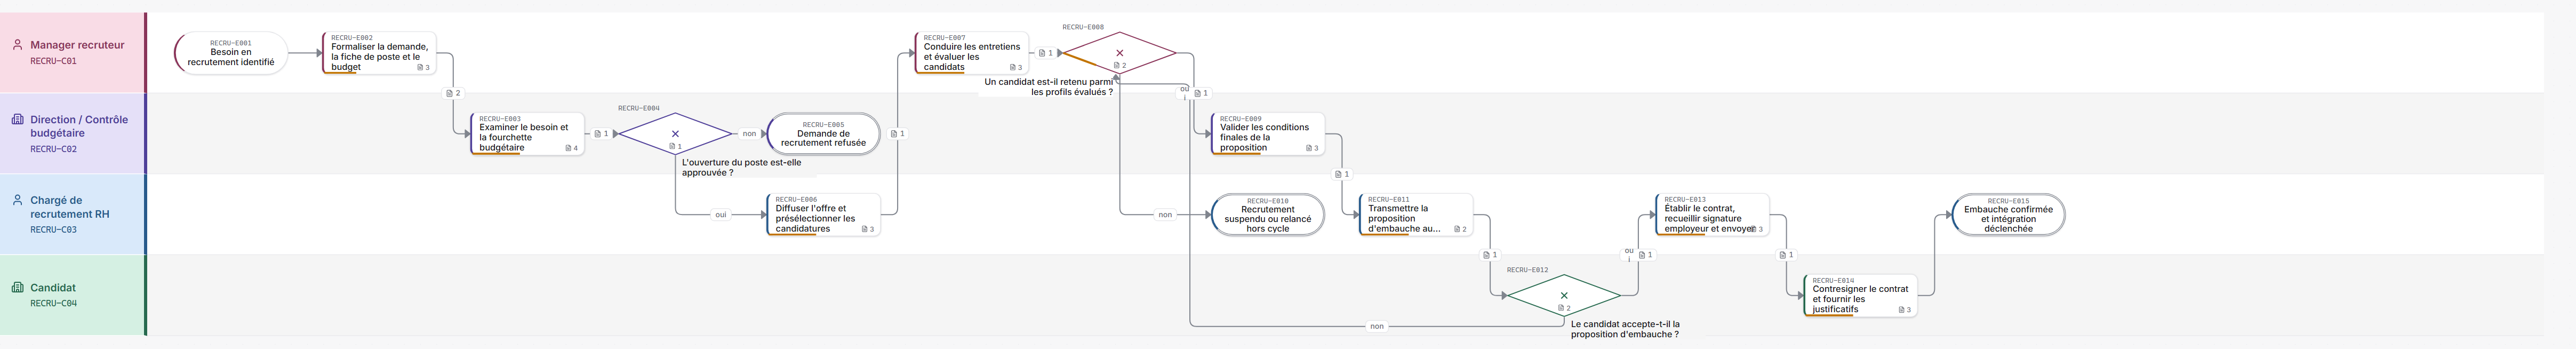 Manager recruteur
RECRU-C01
RECRU-E001
Besoin en
recrutement identifié
RECRU-E002
Formaliser la demande,
la fiche de poste et le
budget
3
RECRU-E007
Conduire les entretiens
et évaluer les
candidats
3
1
RECRU-E008
2
Un candidat est-il retenu parmi
les profils évalués ?
2
ou
i
1
Direction / Contrôle
budgétaire
RECRU-C02
RECRU-E003
Examiner le besoin et
la fourchette
budgétaire
4
1
RECRU-E004
1
L'ouverture du poste est-elle
approuvée ?
non
RECRU-E005
Demande de
recrutement refusée
1
RECRU-E009
Valider les conditions
finales de la
proposition
3
1
Chargé de
recrutement RH
RECRU-C03
oui
RECRU-E006
Diffuser l'offre et
présélectionner les
candidatures
3
non
RECRU-E010
Recrutement
suspendu ou relancé
hors cycle
RECRU-E011
Transmettre la
proposition
d'embauche au...
2
RECRU-E013
Établir le contrat,
recueillir signature
employeur et envoyer
3
RECRU-E015
Embauche confirmée
et intégration
déclenchée
1
ou
i
1
1
Candidat
RECRU-C04
RECRU-E012
2
Le candidat accepte-t-il la
proposition d'embauche ?
non
RECRU-E014
Contresigner le contrat
et fournir les
justificatifs
3